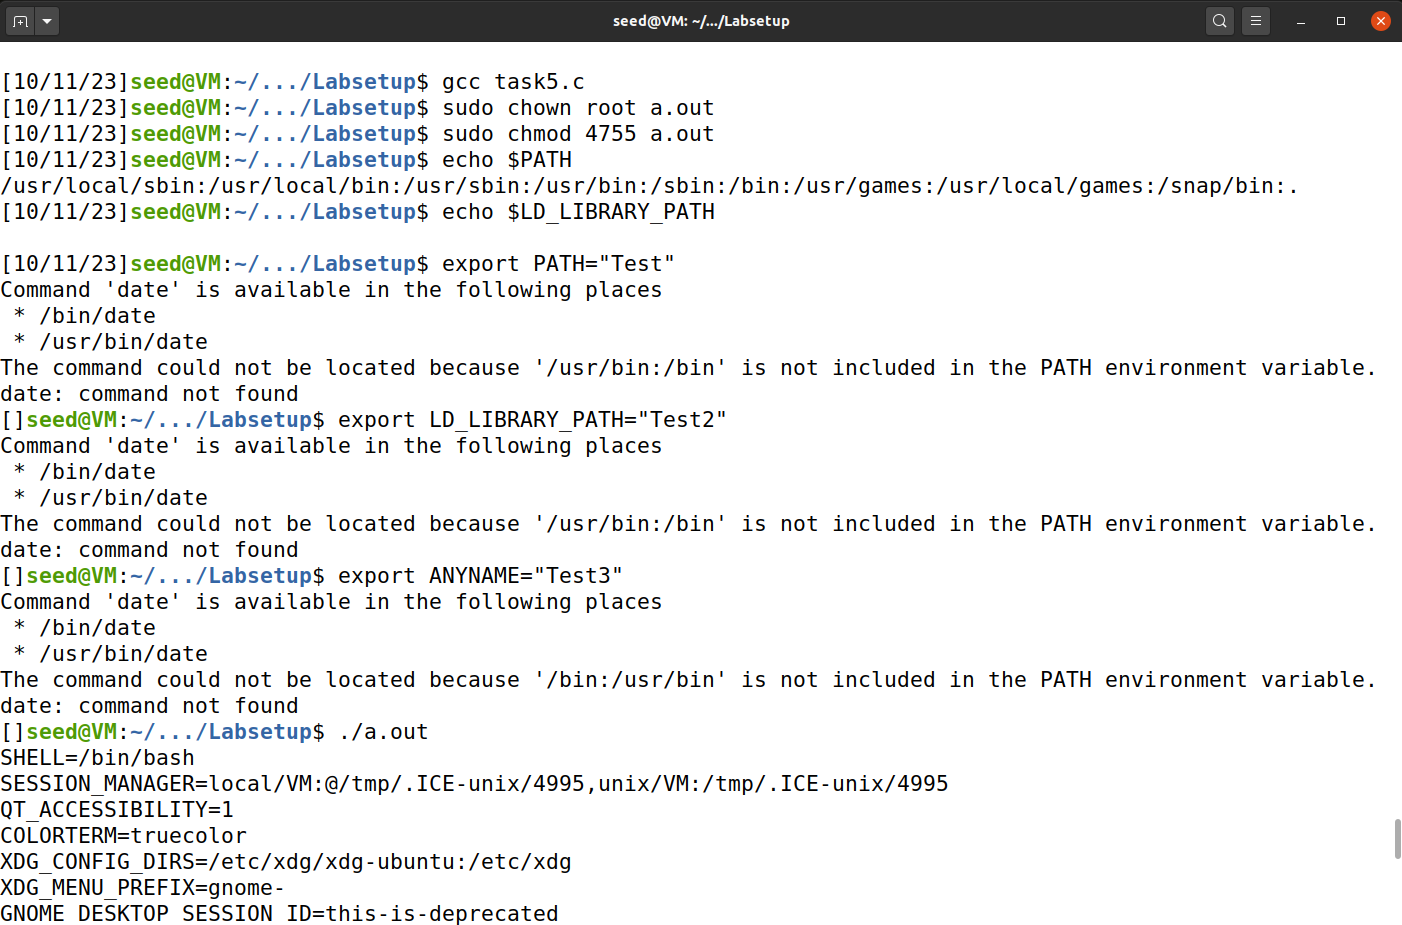 seed@VM: ~/.../Labsetup
[10/11/23]seed@VM:~/.../Labsetup$ gcc task5.c
[10/11/23]seed@VM:~/.../Labsetup$ sudo chown root a.out
[10/11/23]seed@VM:~/.../Labsetup$ sudo chmod 4755 a.out
[10/11/23]seed@VM:~/.../Labsetup$ echo $PATH
/usr/local/sbin:/usr/local/bin:/usr/sbin:/usr/bin:/sbin:/bin:/usr/games:/usr/local/games:/snap/bin:.
[10/11/23]seed@VM:~/.../Labsetup$ echo $LD_LIBRARY_PATH
[10/11/23]seed@VM:~/.../Labsetup$ export PATH="Test"
Command 'date' is available in the following places
 * /bin/date
 * /usr/bin/date
The command could not be located because '/usr/bin:/bin' is not included in the PATH environment variable.
date: command not found
[]seed@VM:~/.../Labsetup$ export LD_LIBRARY_PATH="Test2"
Command 'date' is available in the following places
 * /bin/date
 * /usr/bin/date
The command could not be located because '/usr/bin:/bin' is not included in the PATH environment variable.
date: command not found
[]seed@VM:~/.../Labsetup$ export ANYNAME="Test3"
Command 'date' is available in the following places
 * /bin/date
 * /usr/bin/date
The command could not be located because '/bin:/usr/bin' is not included in the PATH environment variable.
date: command not found
[]seed@VM:~/.../Labsetup$ ./a.out
SHELL=/bin/bash
SESSION_MANAGER=local/VM:@/tmp/.ICE-unix/4995,unix/VM:/tmp/.ICE-unix/4995
QT_ACCESSIBILITY=1
COLORTERM=truecolor
XDG_CONFIG_DIRS=/etc/xdg/xdg-ubuntu:/etc/xdg
XDG_MENU_PREFIX=gnome-
GNOME_DESKTOP_SESSION_ID=this-is-deprecated